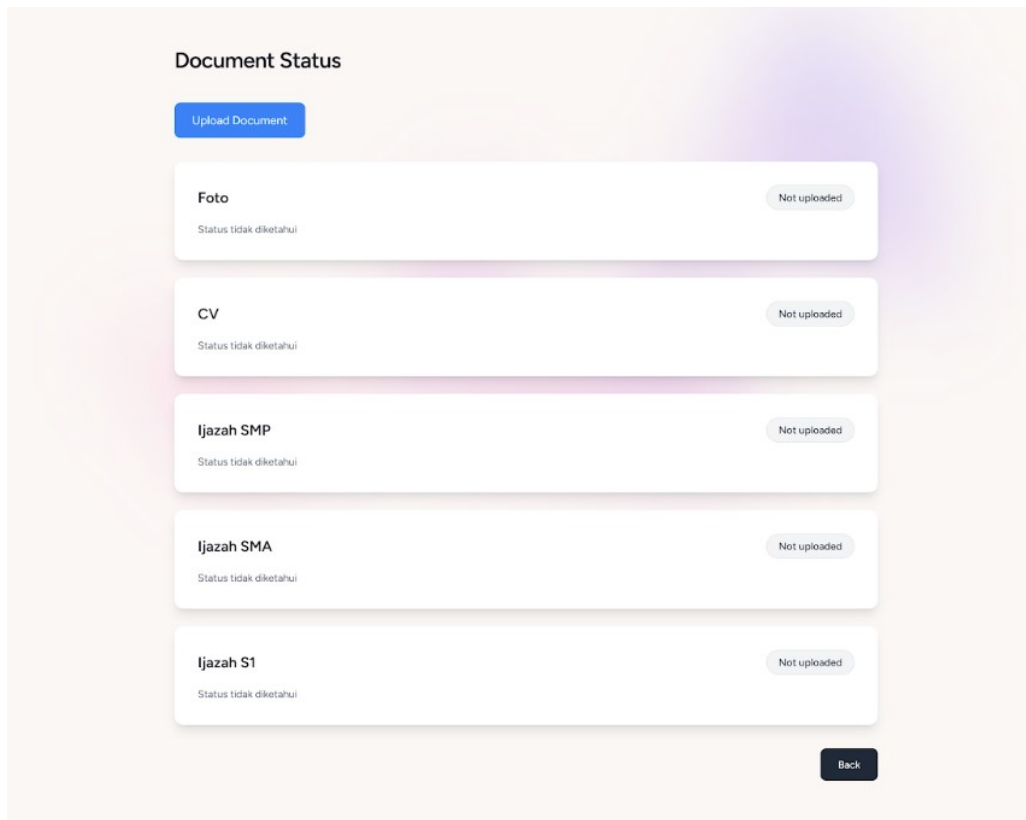 Document Status
Upload Document
Foto
Not uploaded
Status tidak diketahui
CV
Not uploaded
Status tidak diketahui
Ijazah SMP
Not uploaded
Status tidak diketahui
Ijazah SMA
Not uploaded
Status tidak diketahui
Ijazah S1
Not uploaded
Status tidak diketahui
Back